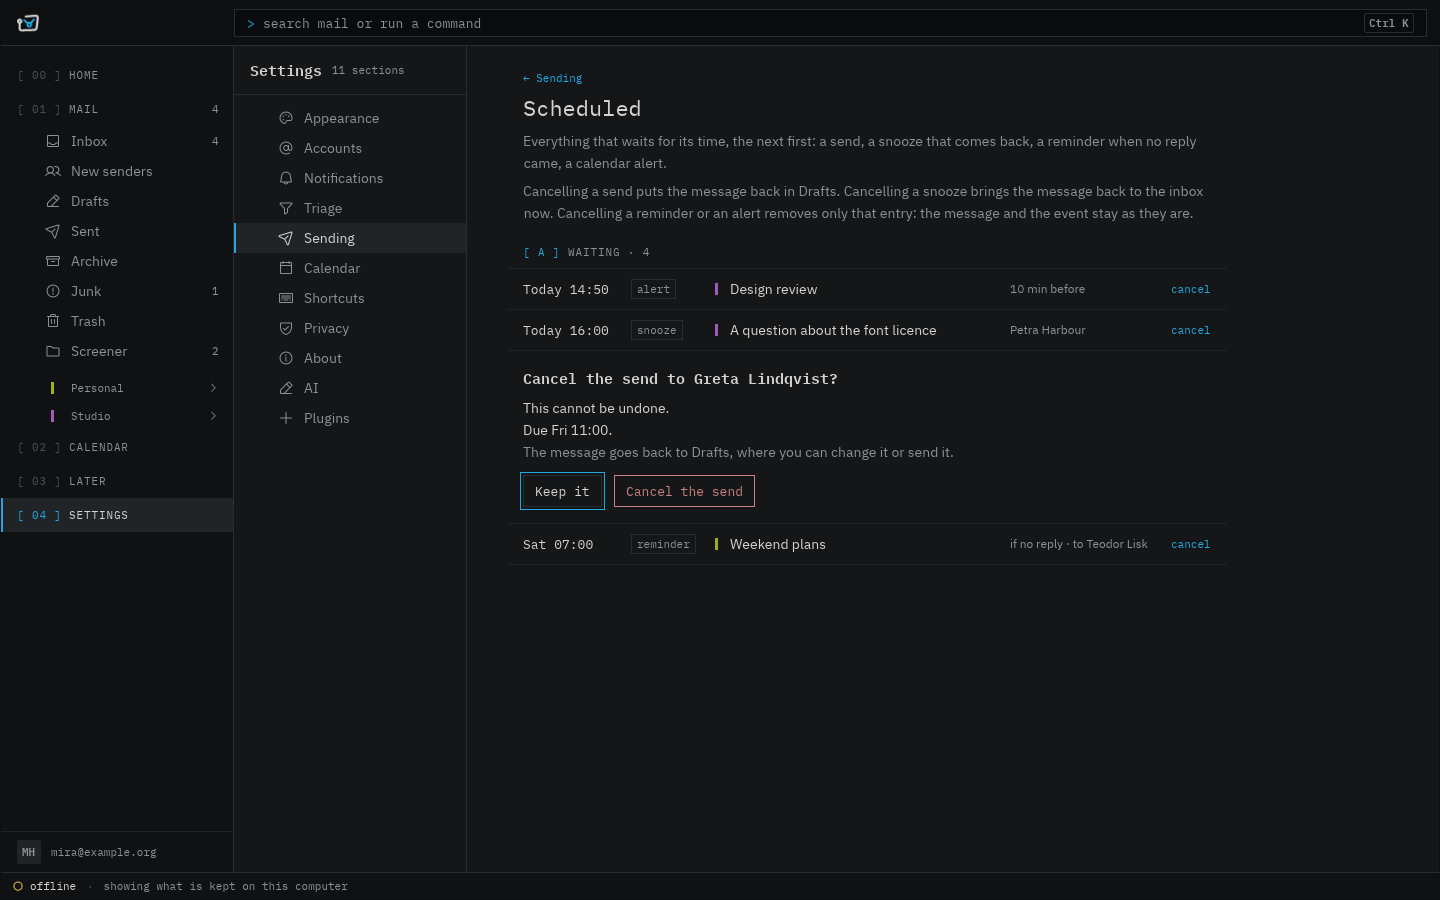 > search mail or run a command
Ctrl K
[ 00 ] HOME
[ 01 ] MAIL 4
Inbox 4
New senders
Drafts
Sent
Archive
Junk 1
Trash
Screener 2
Personal
Studio
[ 02 ] CALENDAR
[ 03 ] LATER
[ 04 ] SETTINGS
MH mira@example.org
Settings 11 sections
Appearance
Accounts
Notifications
Triage
Sending
Calendar
Shortcuts
Privacy
About
AI
Plugins
← Sending
Scheduled
Everything that waits for its time, the next first: a send, a snooze that comes back, a reminder when no reply
came, a calendar alert.
Cancelling a send puts the message back in Drafts. Cancelling a snooze brings the message back to the inbox
now. Cancelling a reminder or an alert removes only that entry: the message and the event stay as they are.
[ A ] WAITING · 4
Today 14:50 alert Design review 10 min before cancel
Today 16:00 snooze A question about the font licence Petra Harbour cancel
Cancel the send to Greta Lindqvist?
This cannot be undone.
Due Fri 11:00.
The message goes back to Drafts, where you can change it or send it.
Keep it Cancel the send
Sat 07:00 reminder Weekend plans if no reply · to Teodor Lisk cancel
offline · showing what is kept on this computer